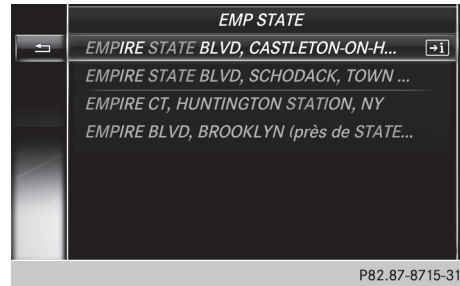 EMP STATE
EMPIRE STATE BLVD, CASTLETON-ON-H...
EMPIRE STATE BLVD, SCHODACK, TOWN ...
EMPIRE CT, HUNTINGTON STATION, NY
EMPIRE BLVD, BROOKLYN (près de STATE...
P82.87-8715-31